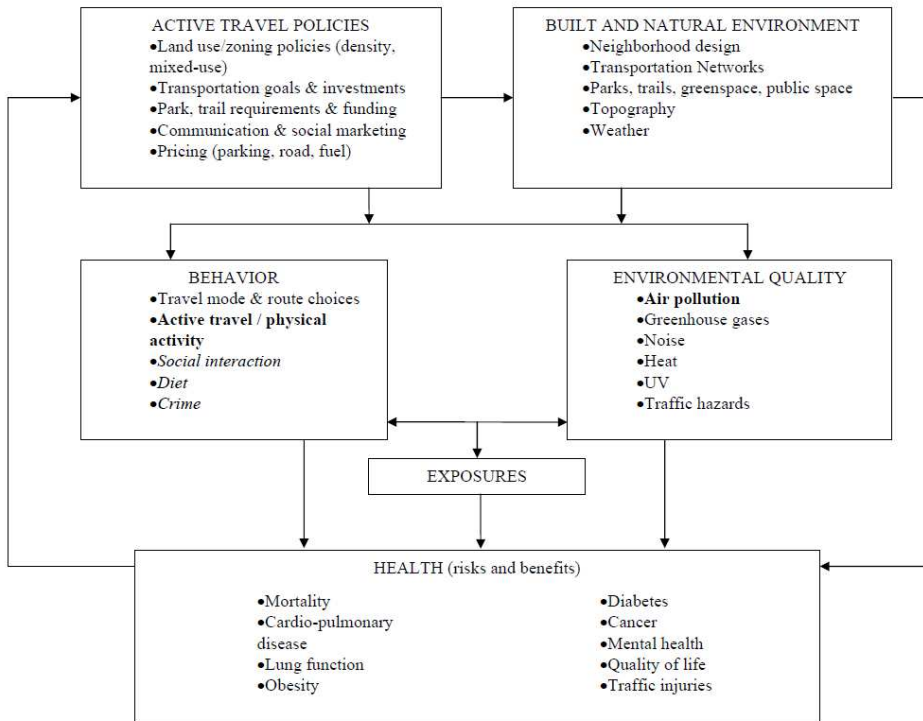 ACTIVE TRAVEL POLICIES
•Land use/zoning policies (density,
mixed-use)
•Transportation goals & investments
•Park, trail requirements & funding
•Communication & social marketing
•Pricing (parking, road, fuel)
BUILT AND NATURAL ENVIRONMENT
•Neighborhood design
•Transportation Networks
•Parks, trails, greenspace, public space
•Topography
•Weather
BEHAVIOR
•Travel mode & route choices
•Active travel / physical
activity
•Social interaction
•Diet
•Crime
ENVIRONMENTAL QUALITY
•Air pollution
•Greenhouse gases
•Noise
•Heat
•UV
•Traffic hazards
EXPOSURES
HEALTH (risks and benefits)
•Mortality
•Cardio-pulmonary
disease
•Lung function
•Obesity
•Diabetes
•Cancer
•Mental health
•Quality of life
•Traffic injuries